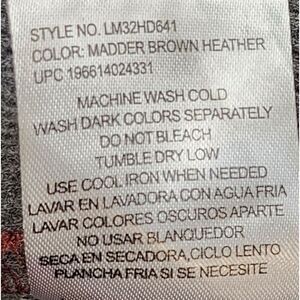 STYLE NO. LM32HD641
COLOR: MADDER BROWN HEATHER
UPC 196614024331
MACHINE WASH COLD
WASH DARK COLORS SEPARATELY
DO NOT BLEACH
TUMBLE DRY LOW
USE COOL IRON WHEN NEEDED
LAVAR EN LAVADORA CON AGUA FRIA
LAVAR COLORES OSCUROS APARTE
NO USAR BLANQUEDOR
SECA EN SECADORA,CICLO LENTO
PLANCHA FRIA SI SE NECESITE